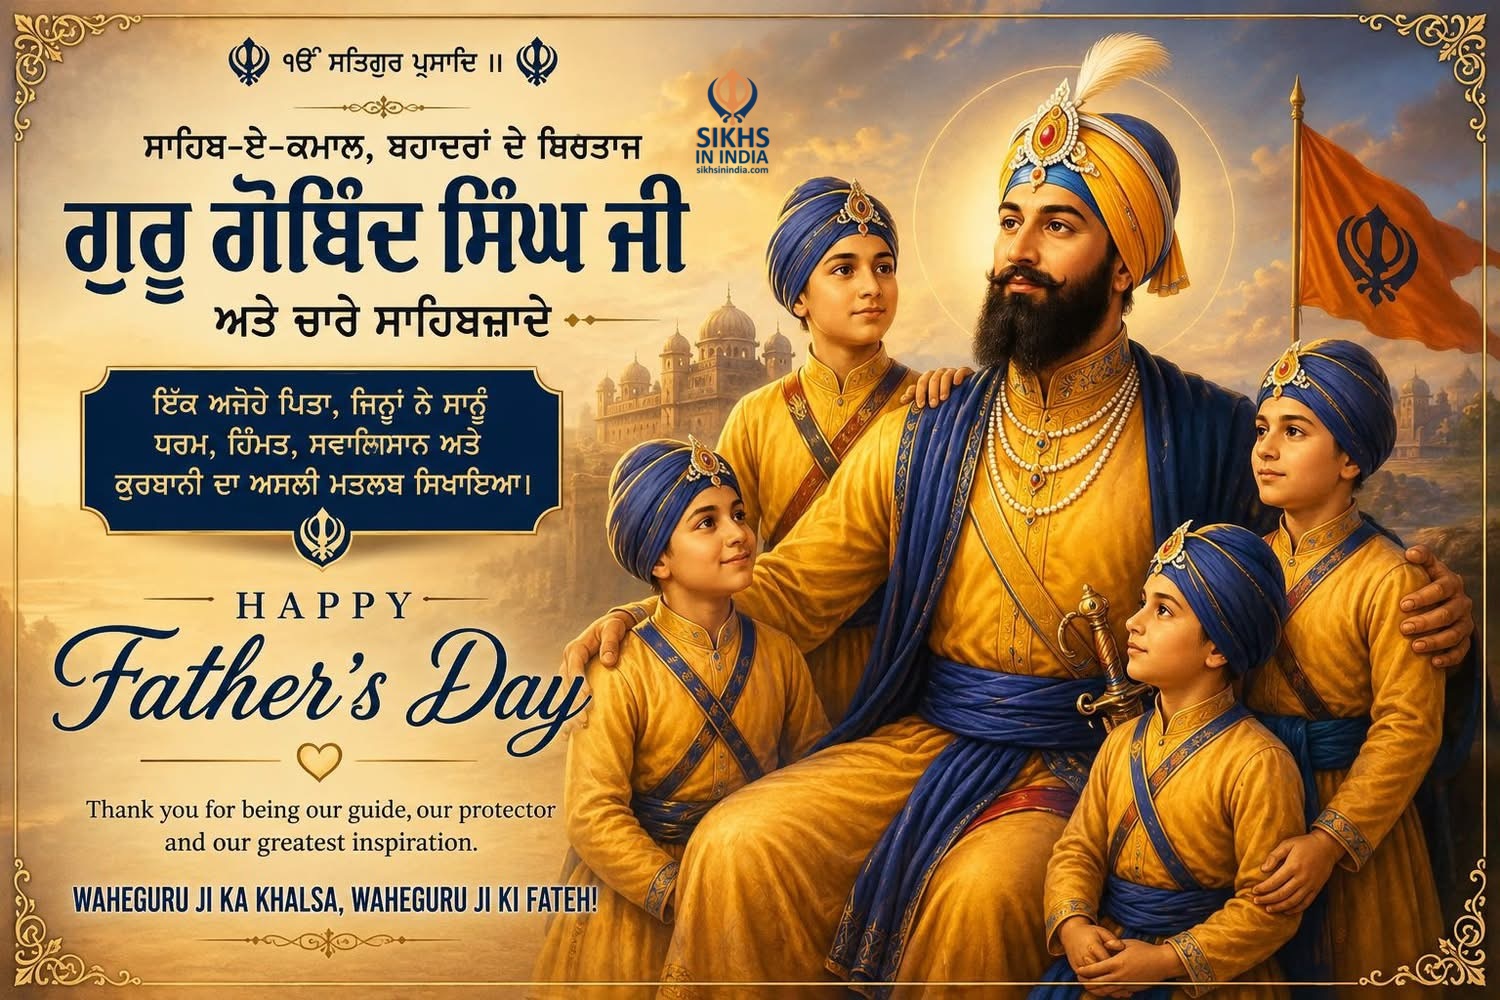 ੴ ਸਤਿਗੁਰ ਪ੍ਰਸਾਦਿ ॥
ਸਾਹਿਬ-ਏ-ਕਮਾਲ, ਬਹਾਦਰਾਂ ਦੇ
ਗੁਰੂ ਗੋਬਿੰਦ ਸਿੰਘ ਜੀ
ਅਤੇ ਚਾਰੇ ਸਾਹਿਬਜ਼ਾਦੇ
ਇੱਕ ਅਜੋਹੇ ਪਿਤਾ, ਜਿਨ੍ਹਾਂ ਨੇ ਸਾਨੂੰ
ਧਰਮ, ਹਿੰਮਤ, ਅਤੇ
ਕੁਰਬਾਨੀ ਦਾ ਅਸਲੀ ਮਤਲਬ ਸਿਖਾਇਆ।
HAPPY
Father's Day
Thank you for being our guide, our protector
and our greatest inspiration.
WAHEGURU JI KA KHALSA, WAHEGURU JI KI FATEH!
SIKHS
IN INDIA
sikhsinindia.com